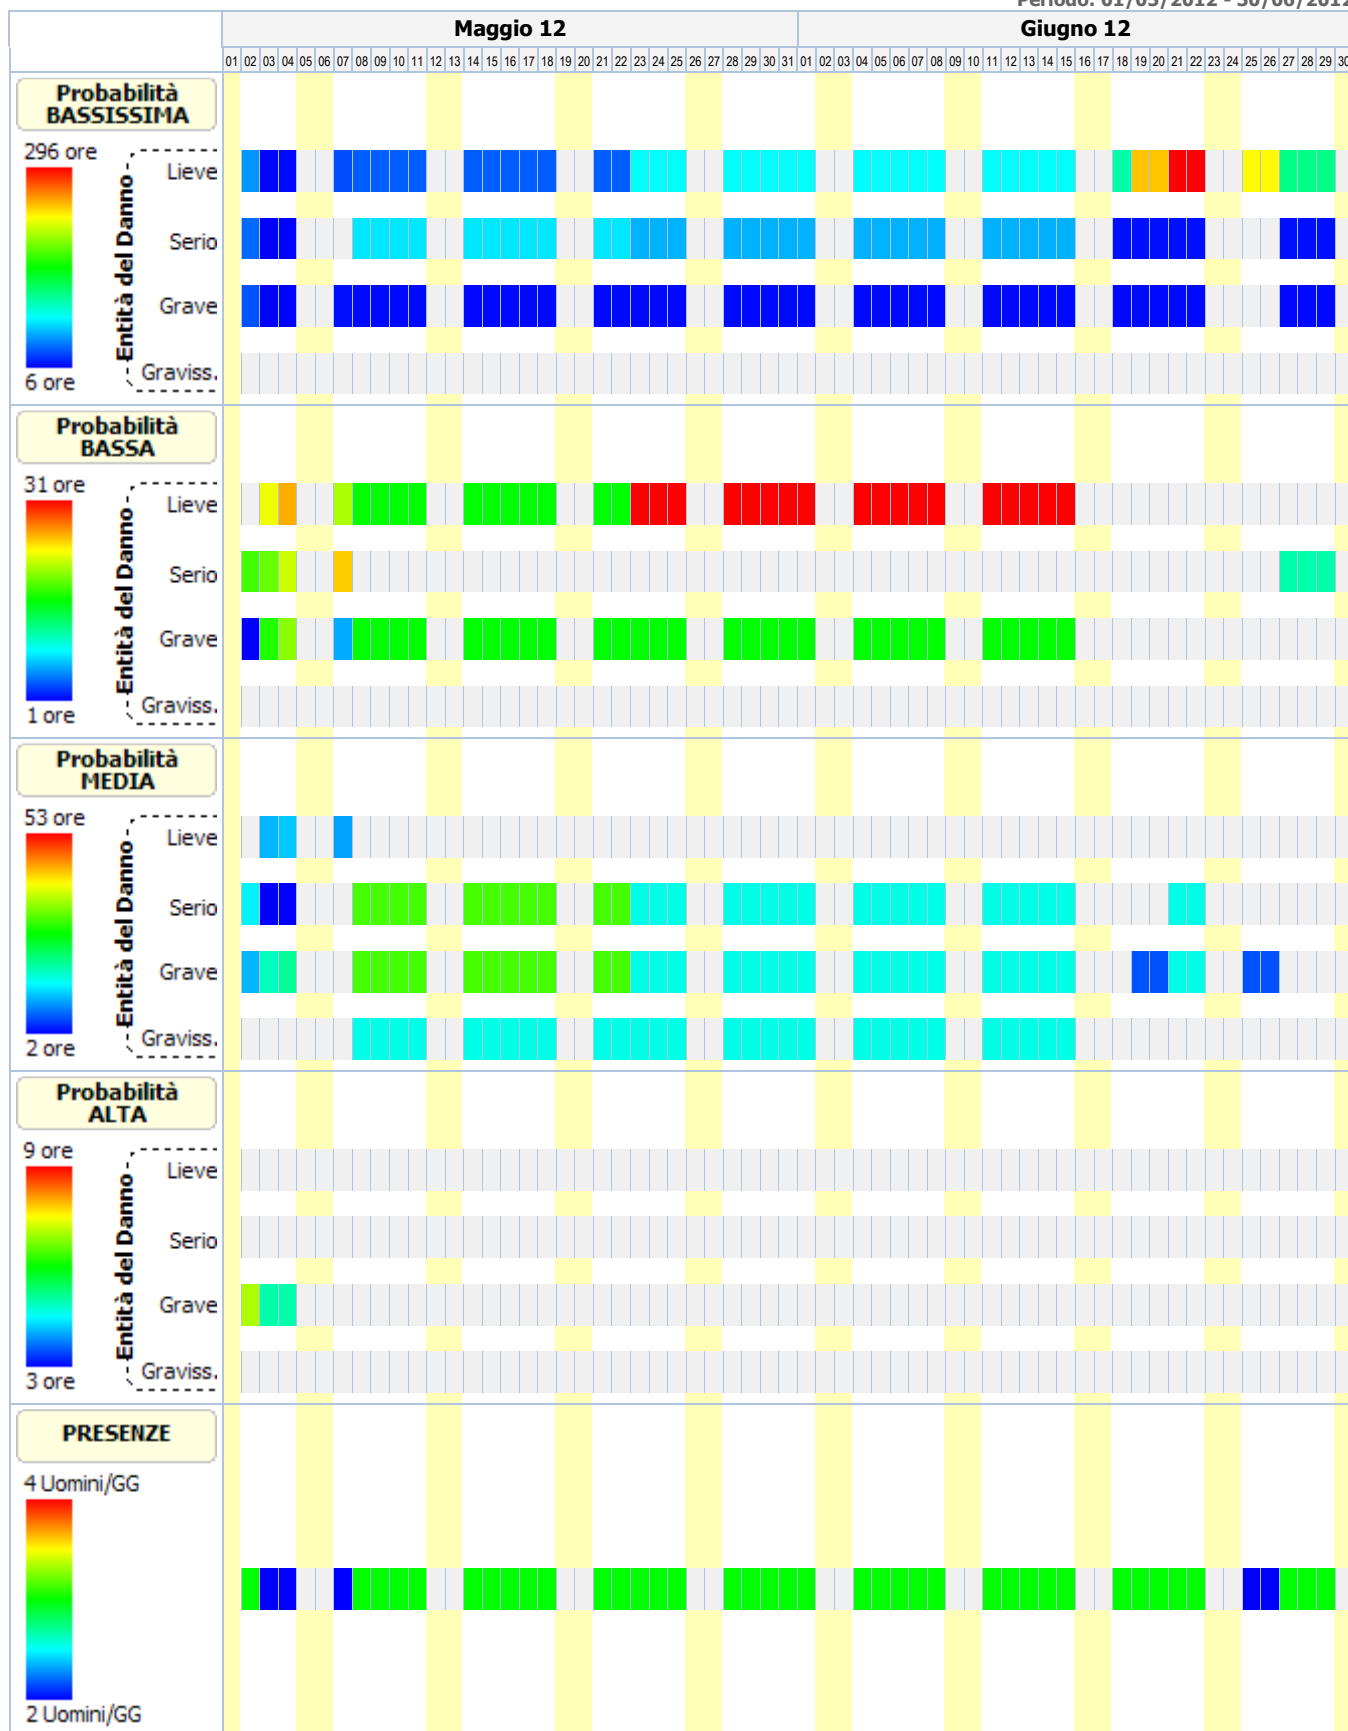 Periodo: 01/05/2012 - 30/06/2012
Maggio 12 Giugno 12
01 02 03 04 05 06 07 08 09 10 11 12 13 14 15 16 17 18 19 20 21 22 23 24 25 26 27 28 29 30 31 01 02 03 04 05 06 07 08 09 10 11 12 13 14 15 16 17 18 19 20 21 22 23 24 25 26 27 28 29 30
Probabilità
BASSISSIMA
296 ore
6 ore
Entità del Danno
Lieve
Serio
Grave
Graviss.
Probabilità
BASSA
31 ore
1 ore
Entità del Danno
Lieve
Serio
Grave
Graviss.
Probabilità
MEDIA
53 ore
2 ore
Entità del Danno
Lieve
Serio
Grave
Graviss.
Probabilità
ALTA
9 ore
3 ore
Entità del Danno
Lieve
Serio
Grave
Graviss.
PRESENZE
4 Uomini/GG
2 Uomini/GG